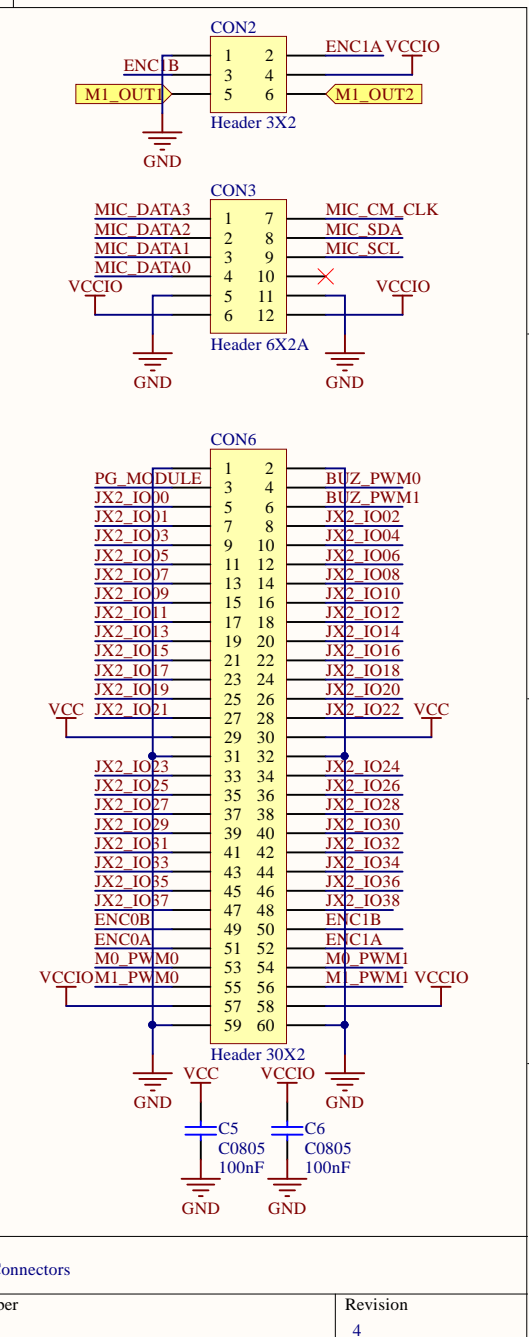 CON2
1 2 ENC1A VCCIO
ENC1B 3 4
M1_OUT1 5 6 M1_OUT2
Header 3X2
GND
CON3
MIC_DATA3 1 7 MIC_CM_CLK
MIC_DATA2 2 8 MIC_SDA
MIC_DATA1 3 9 MIC_SCL
MIC_DATA0 4 10
VCCIO 5 11 VCCIO
6 12
Header 6X2A
GND GND
CON6
1 2
PG_MODULE 3 4 BUZ_PWM0
JX2_IO00 5 6 BUZ_PWM1
JX2_IO01 7 8 JX2_IO02
JX2_IO03 9 10 JX2_IO04
JX2_IO05 11 12 JX2_IO06
JX2_IO07 13 14 JX2_IO08
JX2_IO09 15 16 JX2_IO10
JX2_IO11 17 18 JX2_IO12
JX2_IO13 19 20 JX2_IO14
JX2_IO15 21 22 JX2_IO16
JX2_IO17 23 24 JX2_IO18
JX2_IO19 25 26 JX2_IO20
VCC JX2_IO21 27 28 JX2_IO22 VCC
29 30
31 32
JX2_IO23 33 34 JX2_IO24
JX2_IO25 35 36 JX2_IO26
JX2_IO27 37 38 JX2_IO28
JX2_IO29 39 40 JX2_IO30
JX2_IO31 41 42 JX2_IO32
JX2_IO33 43 44 JX2_IO34
JX2_IO35 45 46 JX2_IO36
JX2_IO37 47 48 JX2_IO38
ENC0B 49 50 ENC1B
ENC0A 51 52 ENC1A
M0_PWM0 53 54 M0_PWM1
VCCIO M1_PWM0 55 56 M1_PWM1 VCCIO
57 58
59 60
Header 30X2
GND VCC VCCIO GND
C5 C6
C0805 C0805
100nF 100nF
GND GND
onnectors
ber Revision
4